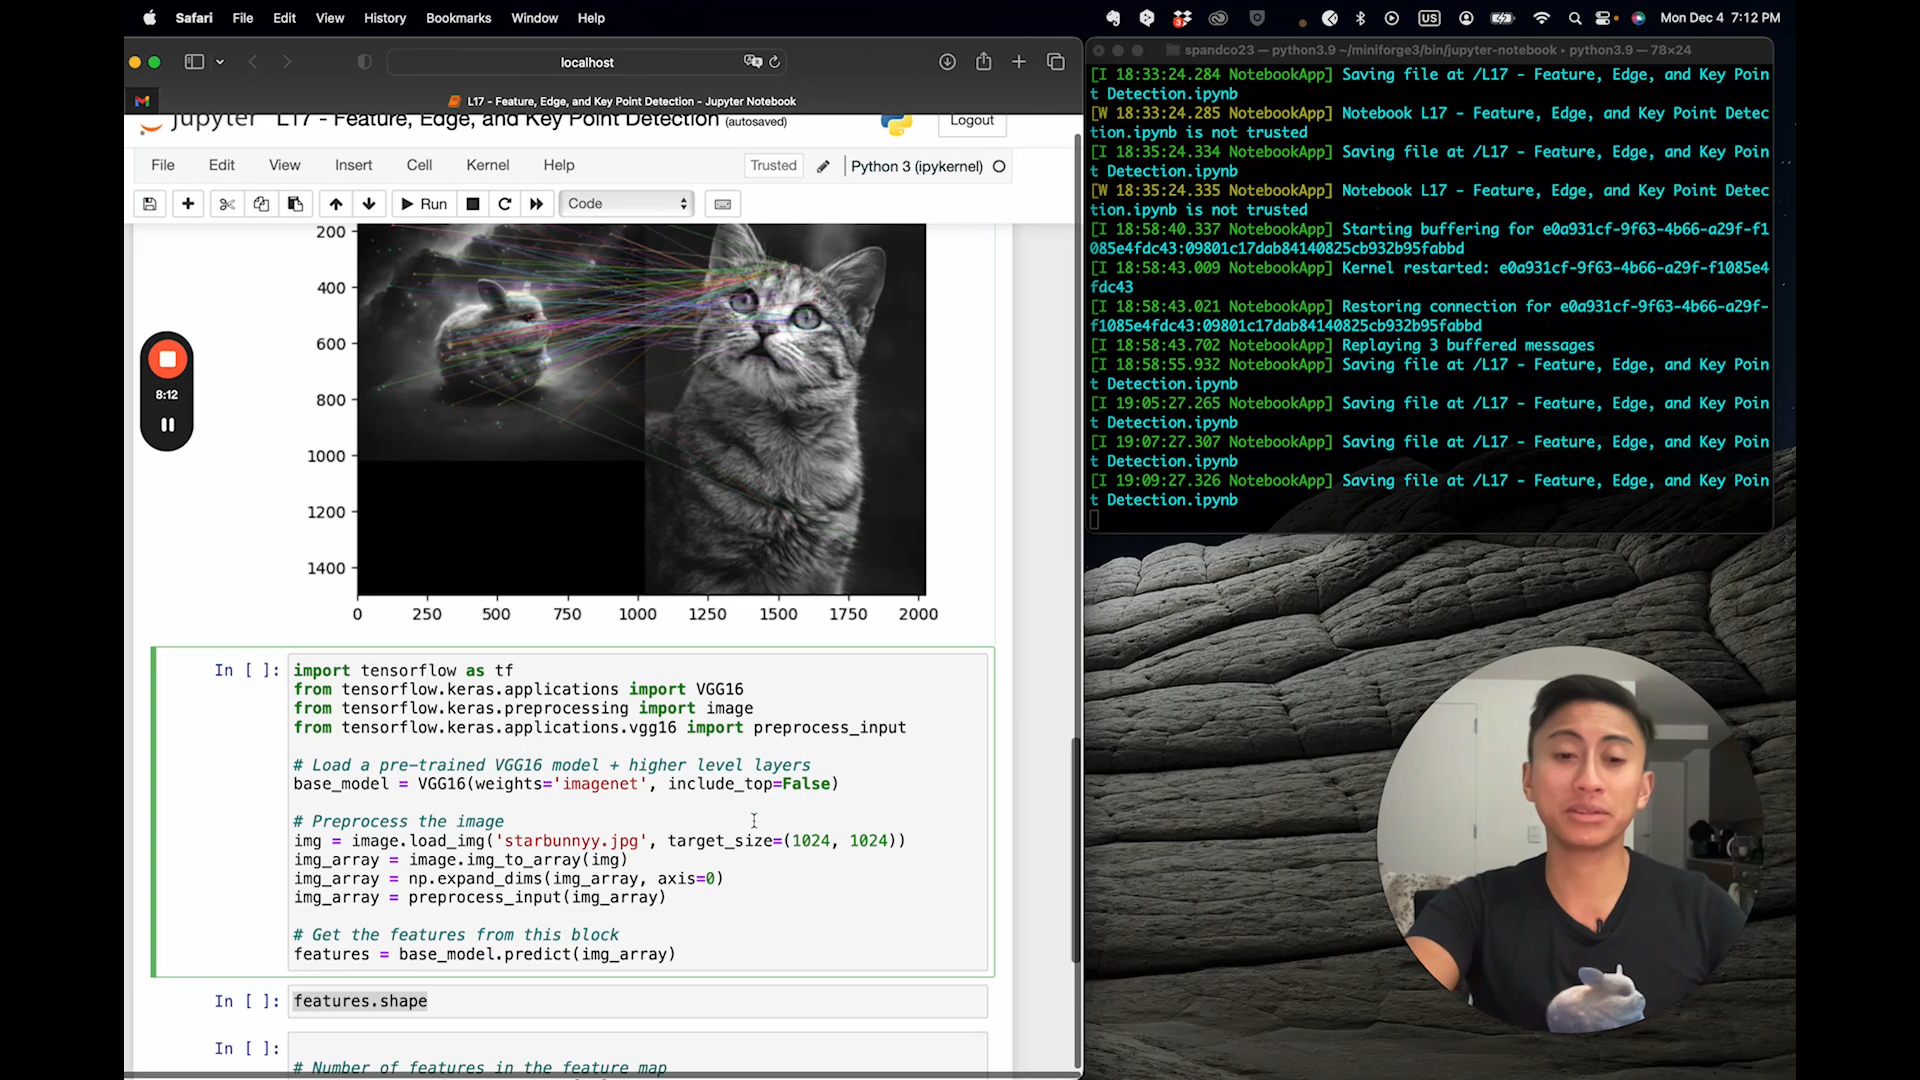 Safari File Edit View History Bookmarks Window Help
US
3
Mon Dec 4 7:12 PM
localhost
L17 - Feature, Edge, and Key Point Detection - Jupyter Notebook
jupyter L17 - Feature, Edge, and Key Point Detection (autosaved)
Logout
File Edit View Insert Cell Kernel Help
Trusted
Python 3 (ipykernel)
Run
Code
200
400
600
800
1000
1200
1400
0 250 500 750 1000 1250 1500 1750 2000
8:12
In [ ]:
import tensorflow as tf
from tensorflow.keras.applications import VGG16
from tensorflow.keras.preprocessing import image
from tensorflow.keras.applications.vgg16 import preprocess_input
# Load a pre-trained VGG16 model + higher level layers
base_model = VGG16(weights='imagenet', include_top=False)
# Preprocess the image
img = image.load_img('starbunnyy.jpg', target_size=(1024, 1024))
img_array = image.img_to_array(img)
img_array = np.expand_dims(img_array, axis=0)
img_array = preprocess_input(img_array)
# Get the features from this block
features = base_model.predict(img_array)
In [ ]: features.shape
In [ ]:
# Number of features in the feature map
spandco23 — python3.9 ~/miniforge3/bin/jupyter-notebook ▸ python3.9 — 78×24
[I 18:33:24.284 NotebookApp] Saving file at /L17 - Feature, Edge, and Key Poin
t Detection.ipynb
[W 18:33:24.285 NotebookApp] Notebook L17 - Feature, Edge, and Key Point Detec
tion.ipynb is not trusted
[I 18:35:24.334 NotebookApp] Saving file at /L17 - Feature, Edge, and Key Poin
t Detection.ipynb
[W 18:35:24.335 NotebookApp] Notebook L17 - Feature, Edge, and Key Point Detec
tion.ipynb is not trusted
[I 18:58:40.337 NotebookApp] Starting buffering for e0a931cf-9f63-4b66-a29f-f1
085e4fdc43:09801c17dab84140825cb932b95fabbd
[I 18:58:43.009 NotebookApp] Kernel restarted: e0a931cf-9f63-4b66-a29f-f1085e4
fdc43
[I 18:58:43.021 NotebookApp] Restoring connection for e0a931cf-9f63-4b66-a29f-
f1085e4fdc43:09801c17dab84140825cb932b95fabbd
[I 18:58:43.702 NotebookApp] Replaying 3 buffered messages
[I 18:58:55.932 NotebookApp] Saving file at /L17 - Feature, Edge, and Key Poin
t Detection.ipynb
[I 19:05:27.265 NotebookApp] Saving file at /L17 - Feature, Edge, and Key Poin
t Detection.ipynb
[I 19:07:27.307 NotebookApp] Saving file at /L17 - Feature, Edge, and Key Poin
t Detection.ipynb
[I 19:09:27.326 NotebookApp] Saving file at /L17 - Feature, Edge, and Key Poin
t Detection.ipynb